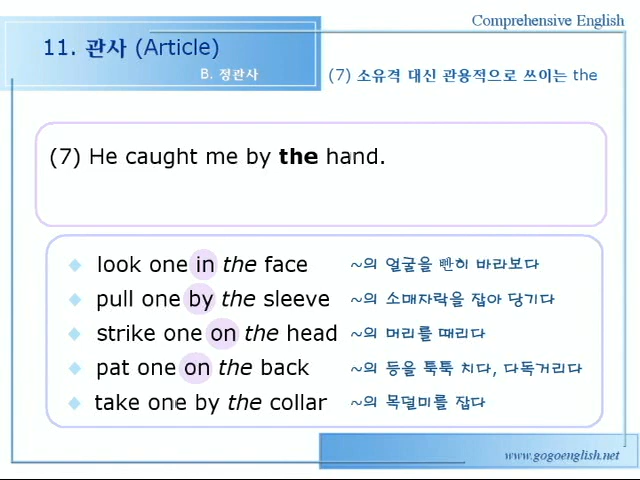 Comprehensive English
11. 관사 (Article)
B. 정관사
(7) 소유격 대신 관용적으로 쓰이는 the
(7) He caught me by the hand.
look one in the face ~의 얼굴을 빤히 바라보다
pull one by the sleeve ~의 소매자락을 잡아 당기다
strike one on the head ~의 머리를 때리다
pat one on the back ~의 등을 툭툭 치다, 다독거리다
take one by the collar ~의 목덜미를 잡다
www.gogoenglish.net